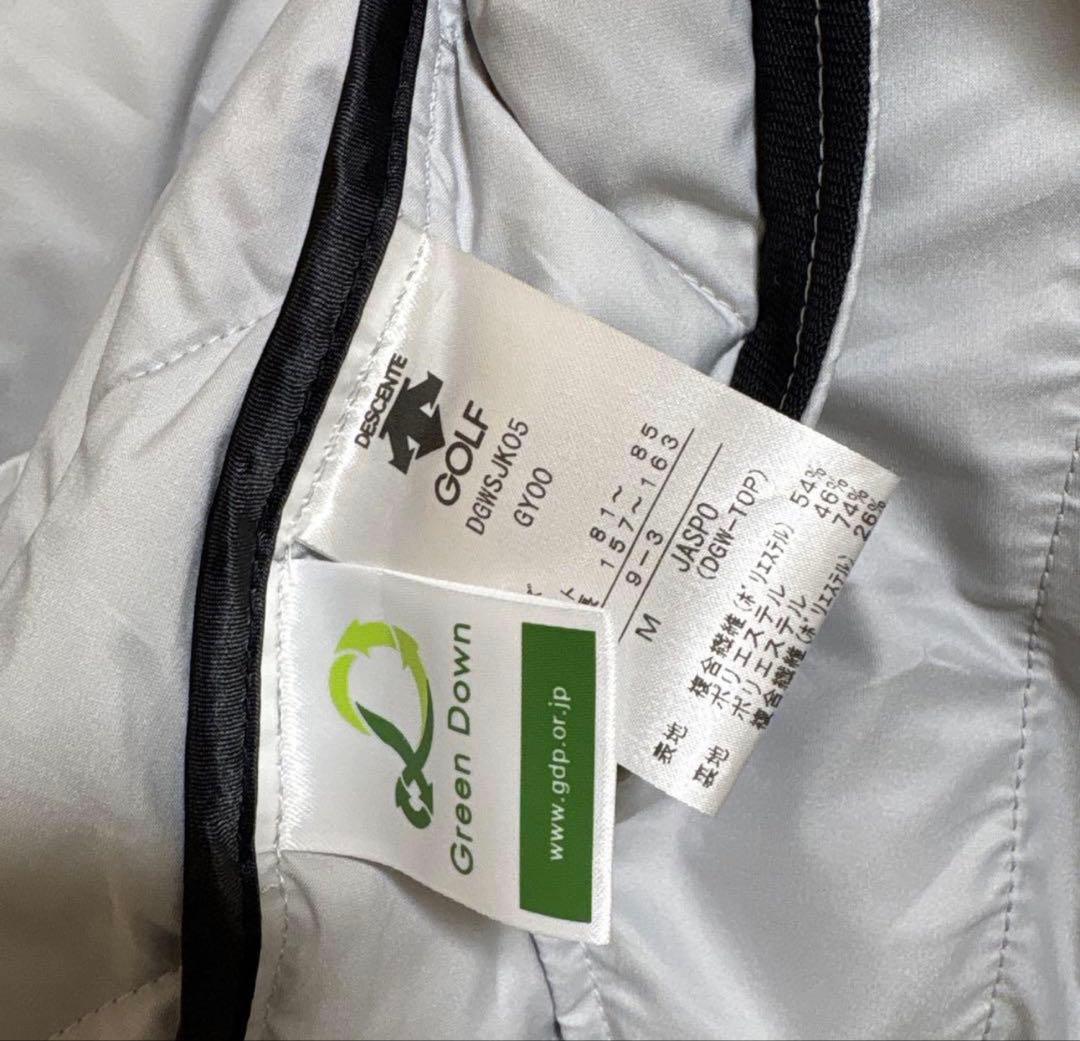 DESCENTE
GOLF
DGWSJK05
GY00
81～ 85
157～163
9-3
M
JASPO
(DGW-TOP)
表地 複合繊維(ポリエステル) 54%
ポリエステル 46%
裏地 ポリエステル 74%
複合繊維(ポリエステル) 26%
Green Down
www.gdp.or.jp